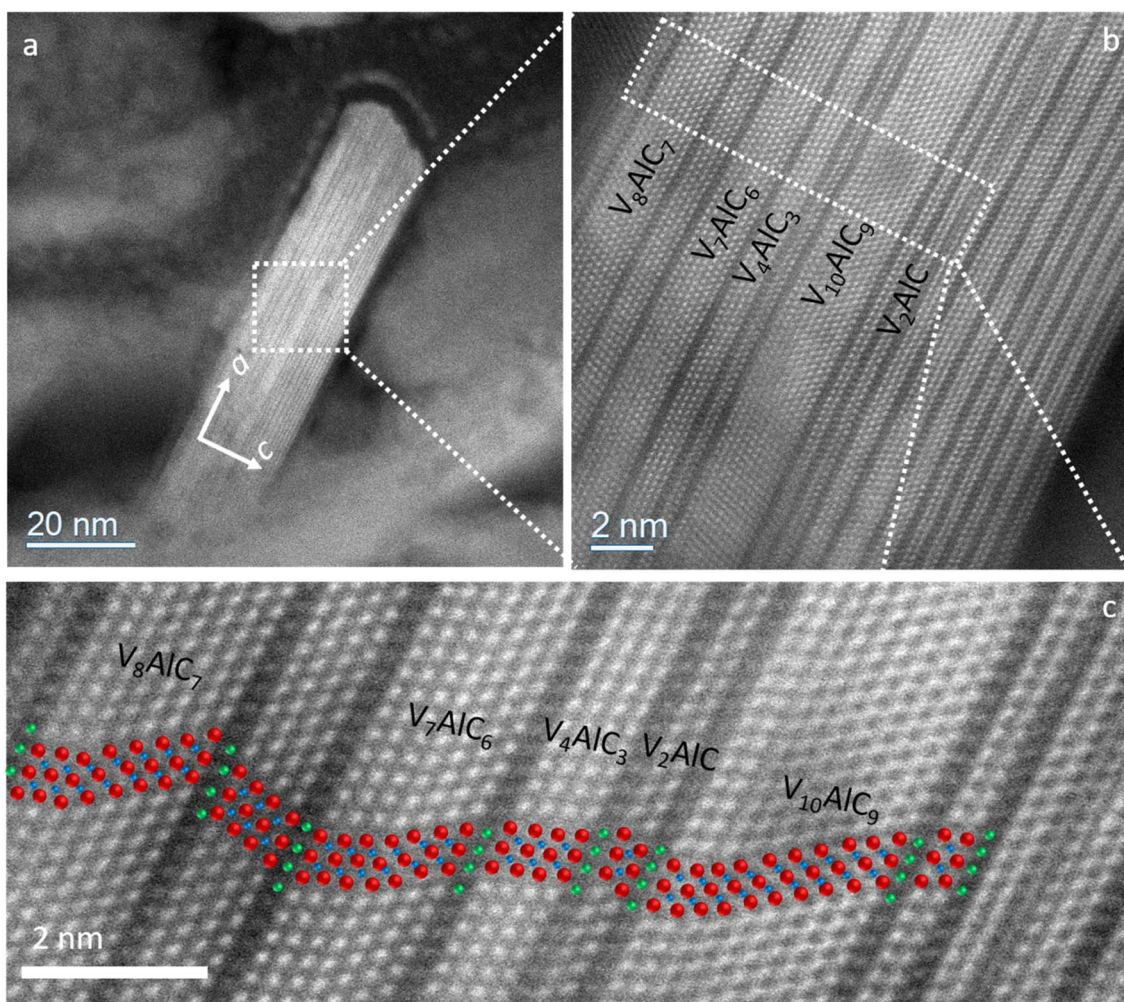 a
a
c
20 nm
b
V₈AlC₇
V₇AlC₆
V₄AlC₃
V₁₀AlC₉
V₂AlC
2 nm
c
V₈AlC₇
V₇AlC₆
V₄AlC₃
V₂AlC
V₁₀AlC₉
2 nm